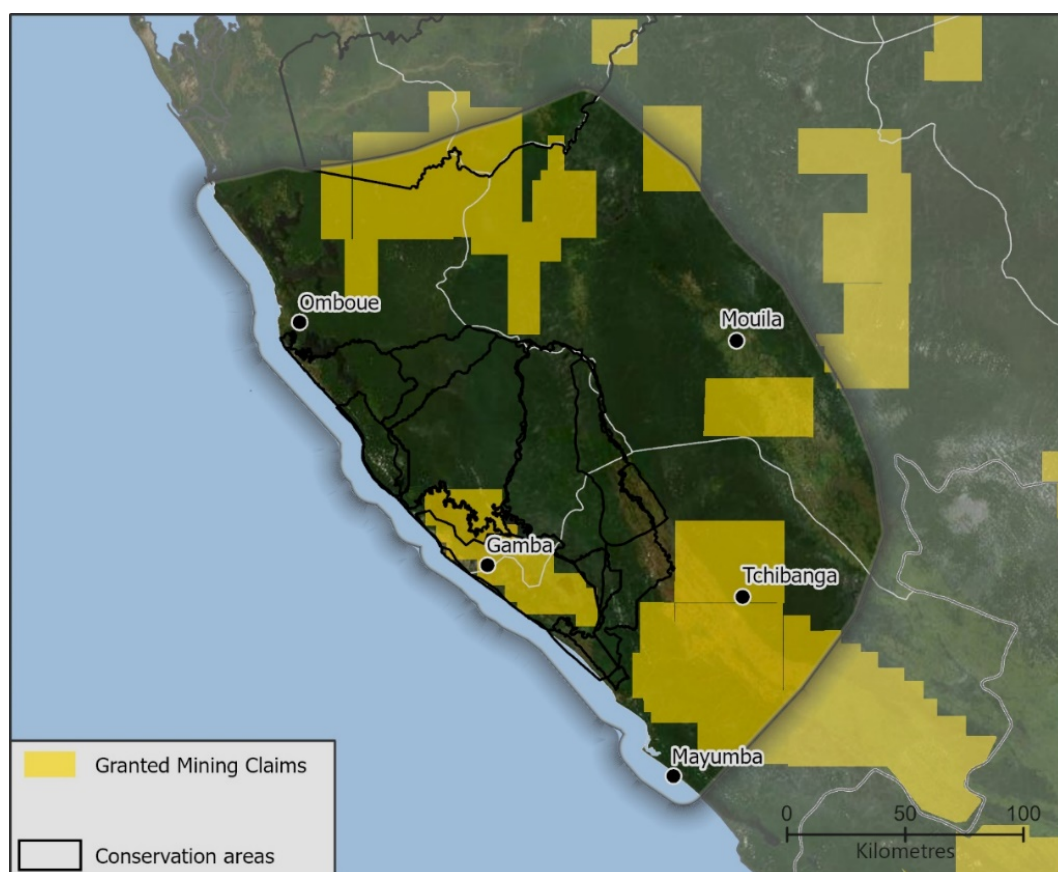 Omboue
Mouila
Gamba
Tchibanga
Mayumba
Granted Mining Claims
Conservation areas
0 50 100
Kilometres